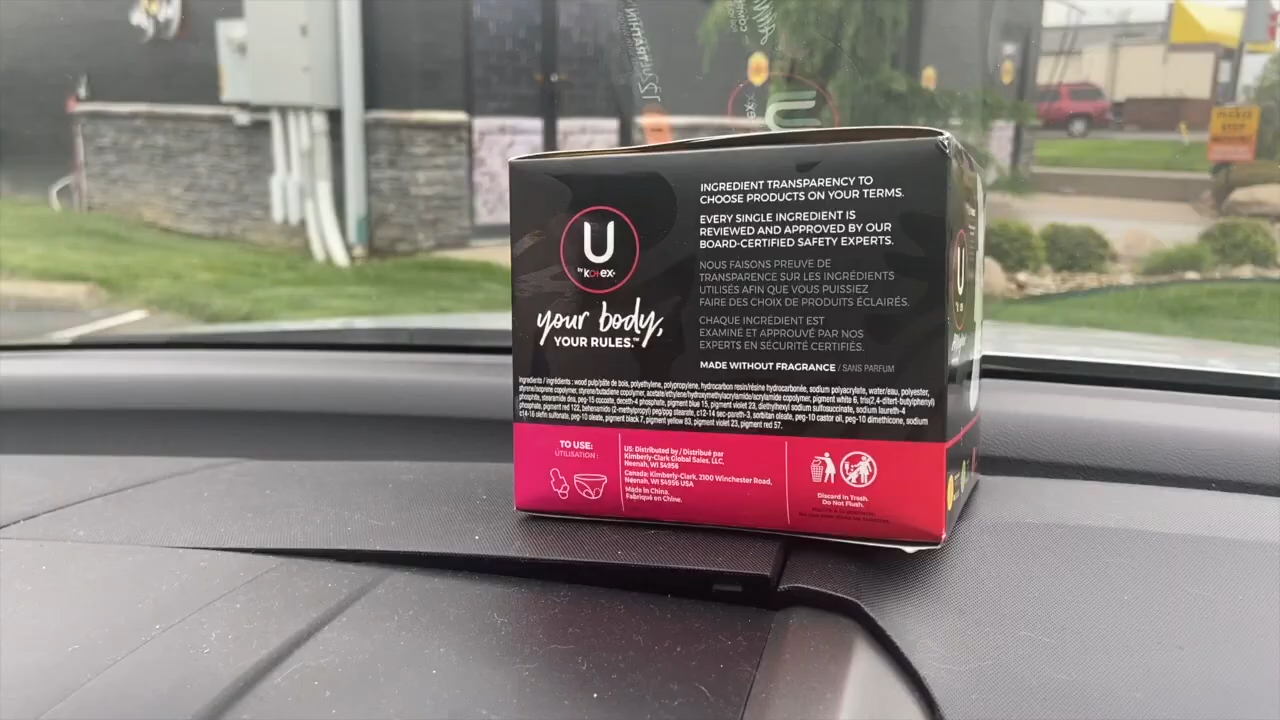 U
BY Kotex
your body,
YOUR RULES.™
INGREDIENT TRANSPARENCY TO
CHOOSE PRODUCTS ON YOUR TERMS.
EVERY SINGLE INGREDIENT IS
REVIEWED AND APPROVED BY OUR
BOARD-CERTIFIED SAFETY EXPERTS.
NOUS FAISONS PREUVE DE
TRANSPARENCE SUR LES INGRÉDIENTS
UTILISÉS AFIN QUE VOUS PUISSIEZ
FAIRE DES CHOIX DE PRODUITS ÉCLAIRÉS.
CHAQUE INGRÉDIENT EST
EXAMINÉ ET APPROUVÉ PAR NOS
EXPERTS EN SÉCURITÉ CERTIFIÉS.
MADE WITHOUT FRAGRANCE / SANS PARFUM
Ingredients / Ingrédients : wood pulp/pâte de bois, polyethylene, polypropylene, hydrocarbon resin/résine hydrocarbonée, sodium polyacrylate, water/eau, polyester,
styrene/isoprene copolymer, styrene/butadiene copolymer, acetate/ethylene/hydroxymethylacrylamide/acrylamide copolymer, pigment white 6, tris(2,4-ditert-butylphenyl)
phosphite, stearamide dea, peg-15 cocoate, deceth-4 phosphate, pigment blue 15, pigment violet 23, diethylhexyl sodium sulfosuccinate, sodium laureth-4
phosphate, pigment red 122, behenamido (2-methylpropyl) peg/ppg stearate, c12-14 sec-pareth-3, sorbitan oleate, peg-10 castor oil, peg-10 dimethicone, sodium
c14-16 olefin sulfonate, peg-10 oleate, pigment black 7, pigment yellow 83, pigment violet 23, pigment red 57.
TO USE:
UTILISATION :
US: Distributed by / Distribué par
Kimberly-Clark Global Sales, LLC,
Neenah, WI 54956
Canada: Kimberly-Clark, 2100 Winchester Road,
Neenah, WI 54956 USA
Made in China.
Fabriqué en Chine.
Discard in Trash.
Do Not Flush.
U